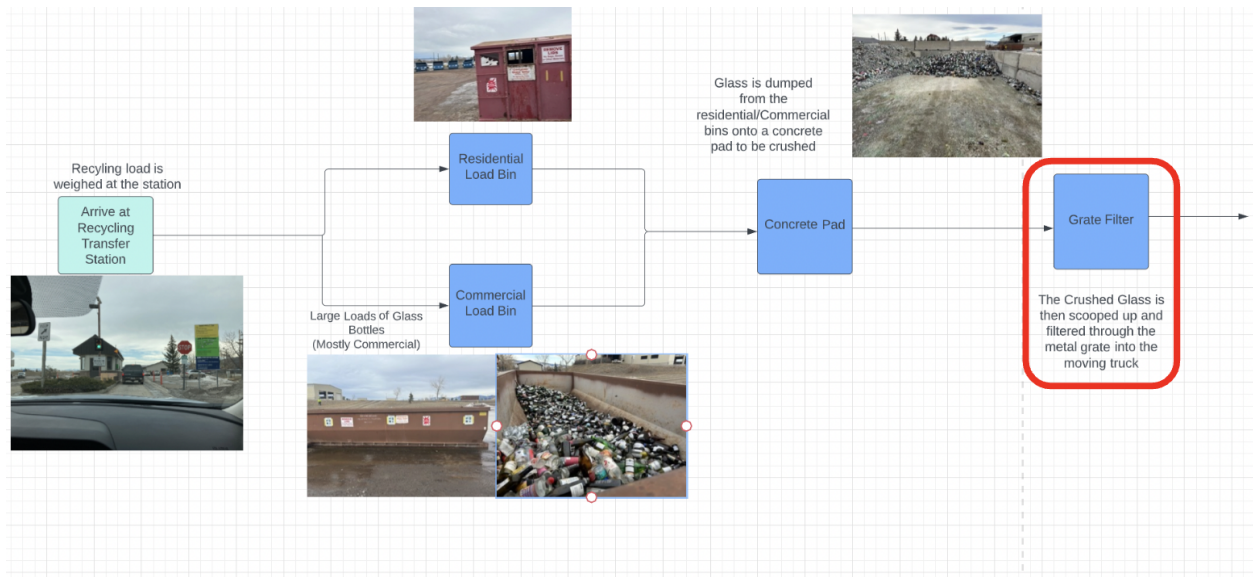 Recyling load is
weighed at the station
Arrive at
Recycling
Transfer
Station
Residential
Load Bin
Large Loads of Glass
Bottles
(Mostly Commercial)
Commercial
Load Bin
Glass is dumped
from the
residential/Commercial
bins onto a concrete
pad to be crushed
Concrete Pad
Grate Filter
The Crushed Glass is
then scooped up and
filtered through the
metal grate into the
moving truck